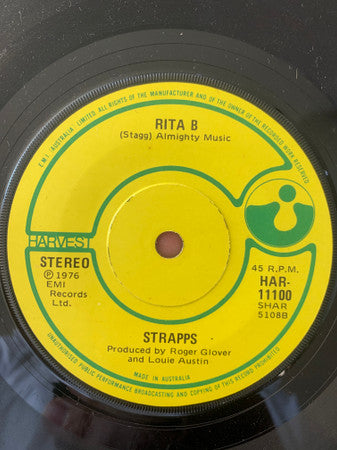 E.M.I. AUSTRALIA. LIMITED. ALL RIGHTS OF THE MANUFACTURER AND OF THE OWNER OF THE RECORDED WORK RESERVED
RITA B
(Stagg) Almighty Music
HARVEST
STEREO
℗ 1976
EMI
Records
Ltd.
45 R.P.M.
HAR-
11100
SHAR
5108B
STRAPPS
Produced by Roger Glover
and Louie Austin
MADE IN AUSTRALIA
UNAUTHORISED PUBLIC PERFORMANCE BROADCASTING AND COPYING OF THIS RECORD PROHIBITED